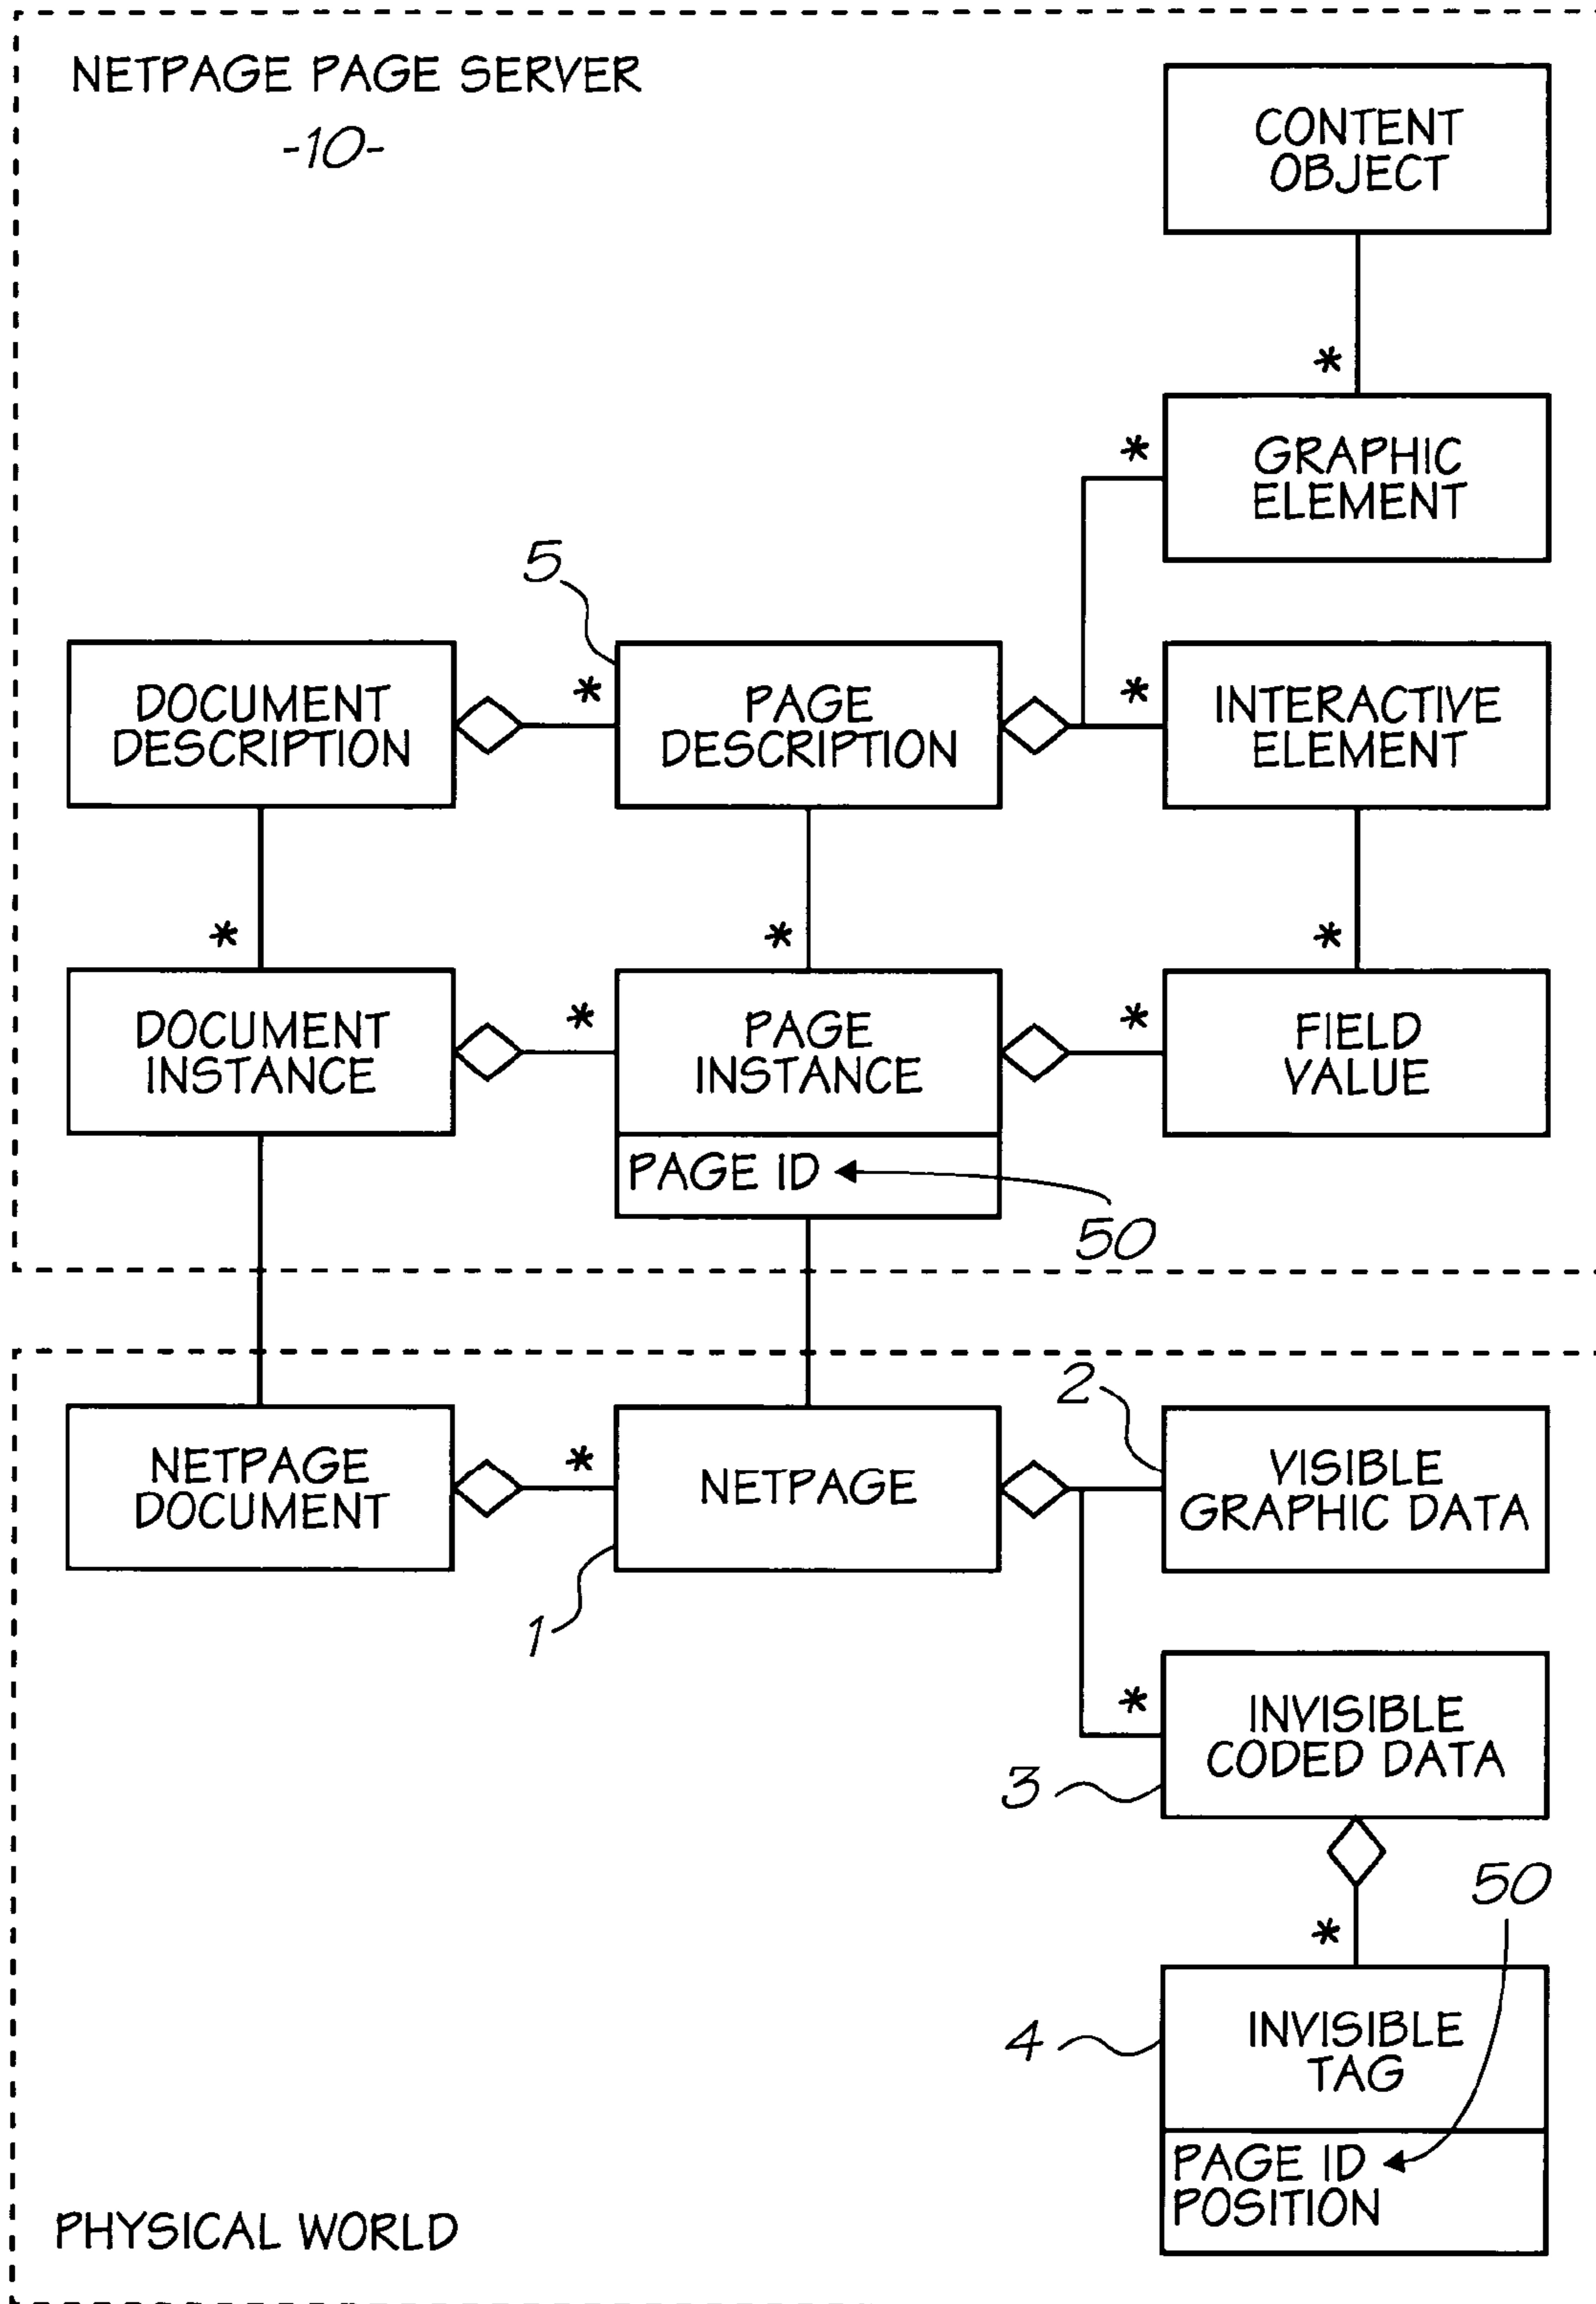 NETPAGE PAGE SERVER
-10-
CONTENT
OBJECT
*
*
GRAPHIC
ELEMENT
5
DOCUMENT
DESCRIPTION
*
PAGE
DESCRIPTION
*
INTERACTIVE
ELEMENT
*
*
*
DOCUMENT
INSTANCE
*
PAGE
INSTANCE
*
FIELD
VALUE
PAGE ID
50
2
NETPAGE
DOCUMENT
*
NETPAGE
VISIBLE
GRAPHIC DATA
1
*
INVISIBLE
CODED DATA
3
50
*
4
INVISIBLE
TAG
PAGE ID
POSITION
PHYSICAL WORLD